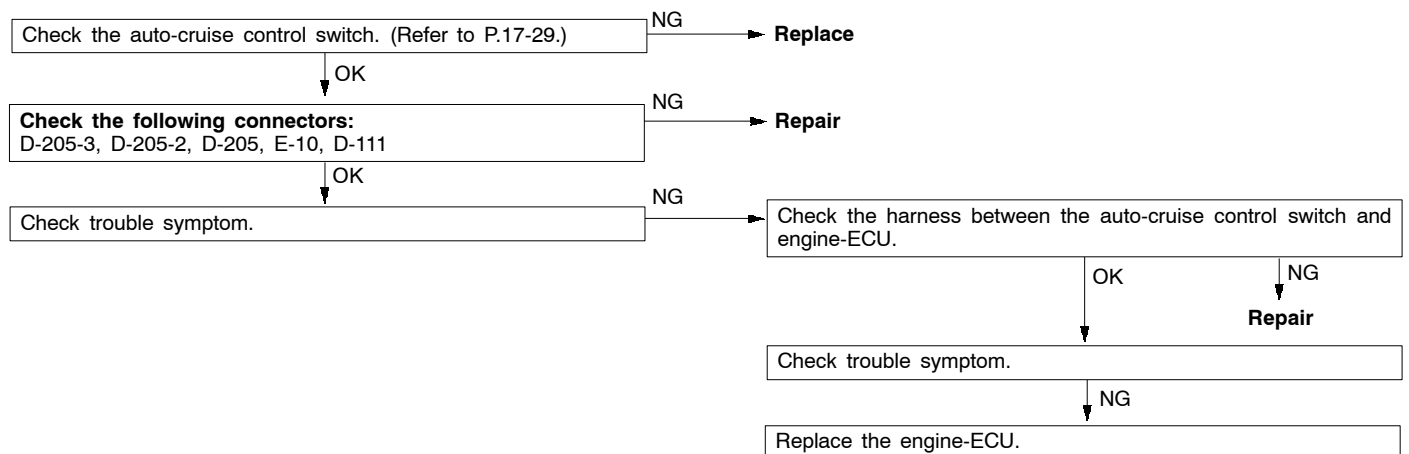 Check the auto-cruise control switch. (Refer to P.17-29.)
NG
Replace
OK
Check the following connectors:
D-205-3, D-205-2, D-205, E-10, D-111
NG
Repair
OK
Check trouble symptom.
NG
Check the harness between the auto-cruise control switch and
engine-ECU.
OK
NG
Repair
Check trouble symptom.
NG
Replace the engine-ECU.